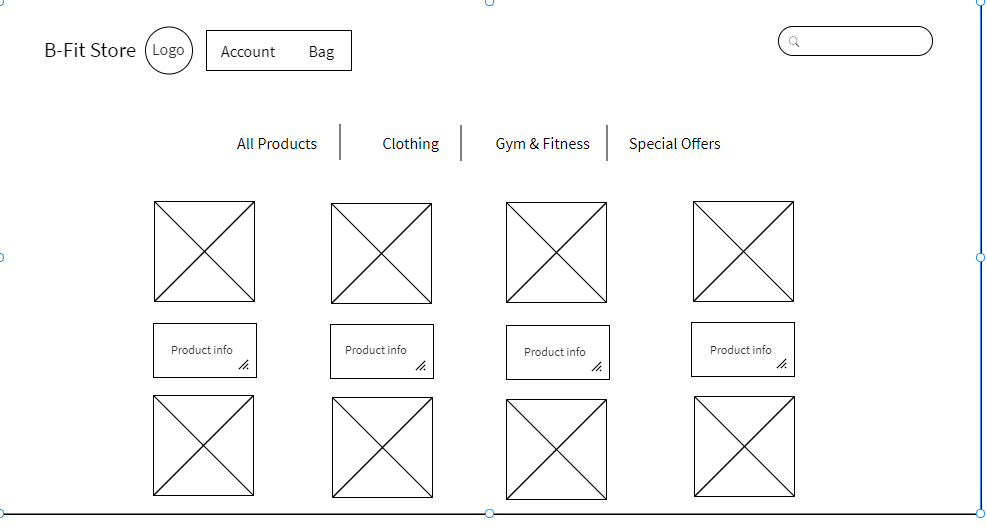 B-Fit Store Logo Account Bag
All Products Clothing Gym & Fitness Special Offers
Product info Product info Product info Product info